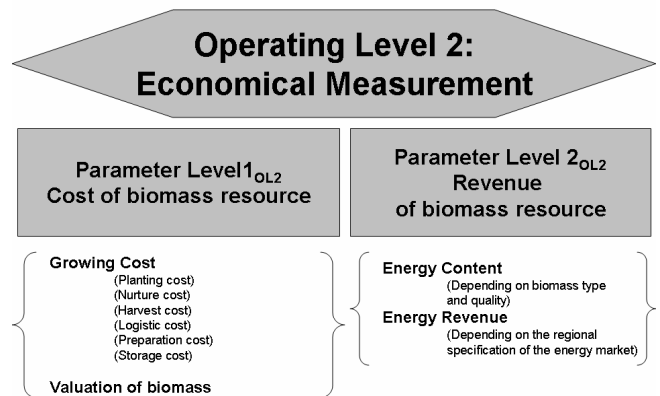 Operating Level 2:
Economical Measurement
Parameter Level1OL2
Cost of biomass resource
Parameter Level 2OL2
Revenue
of biomass resource
Growing Cost
(Planting cost)
(Nurture cost)
(Harvest cost)
(Logistic cost)
(Preparation cost)
(Storage cost)
Valuation of biomass
Energy Content
(Depending on biomass type
and quality)
Energy Revenue
(Depending on the regional
specification of the energy market)